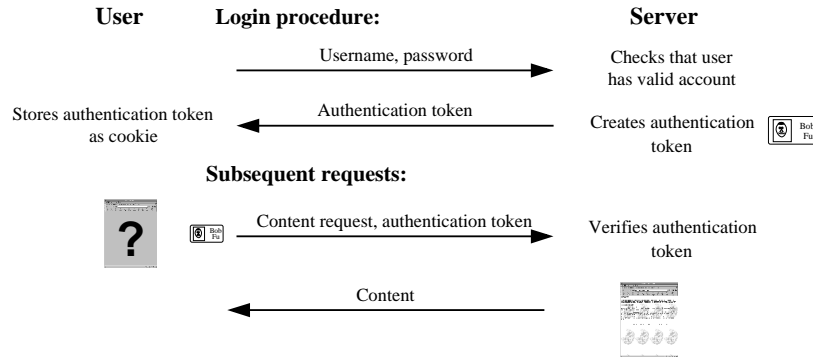 User
Login procedure:
Server
Username, password
Checks that user
has valid account
Stores authentication token
as cookie
Authentication token
Creates authentication
token
Bob
Fu
Subsequent requests:
?
Bob
Fu
Content request, authentication token
Verifies authentication
token
Content